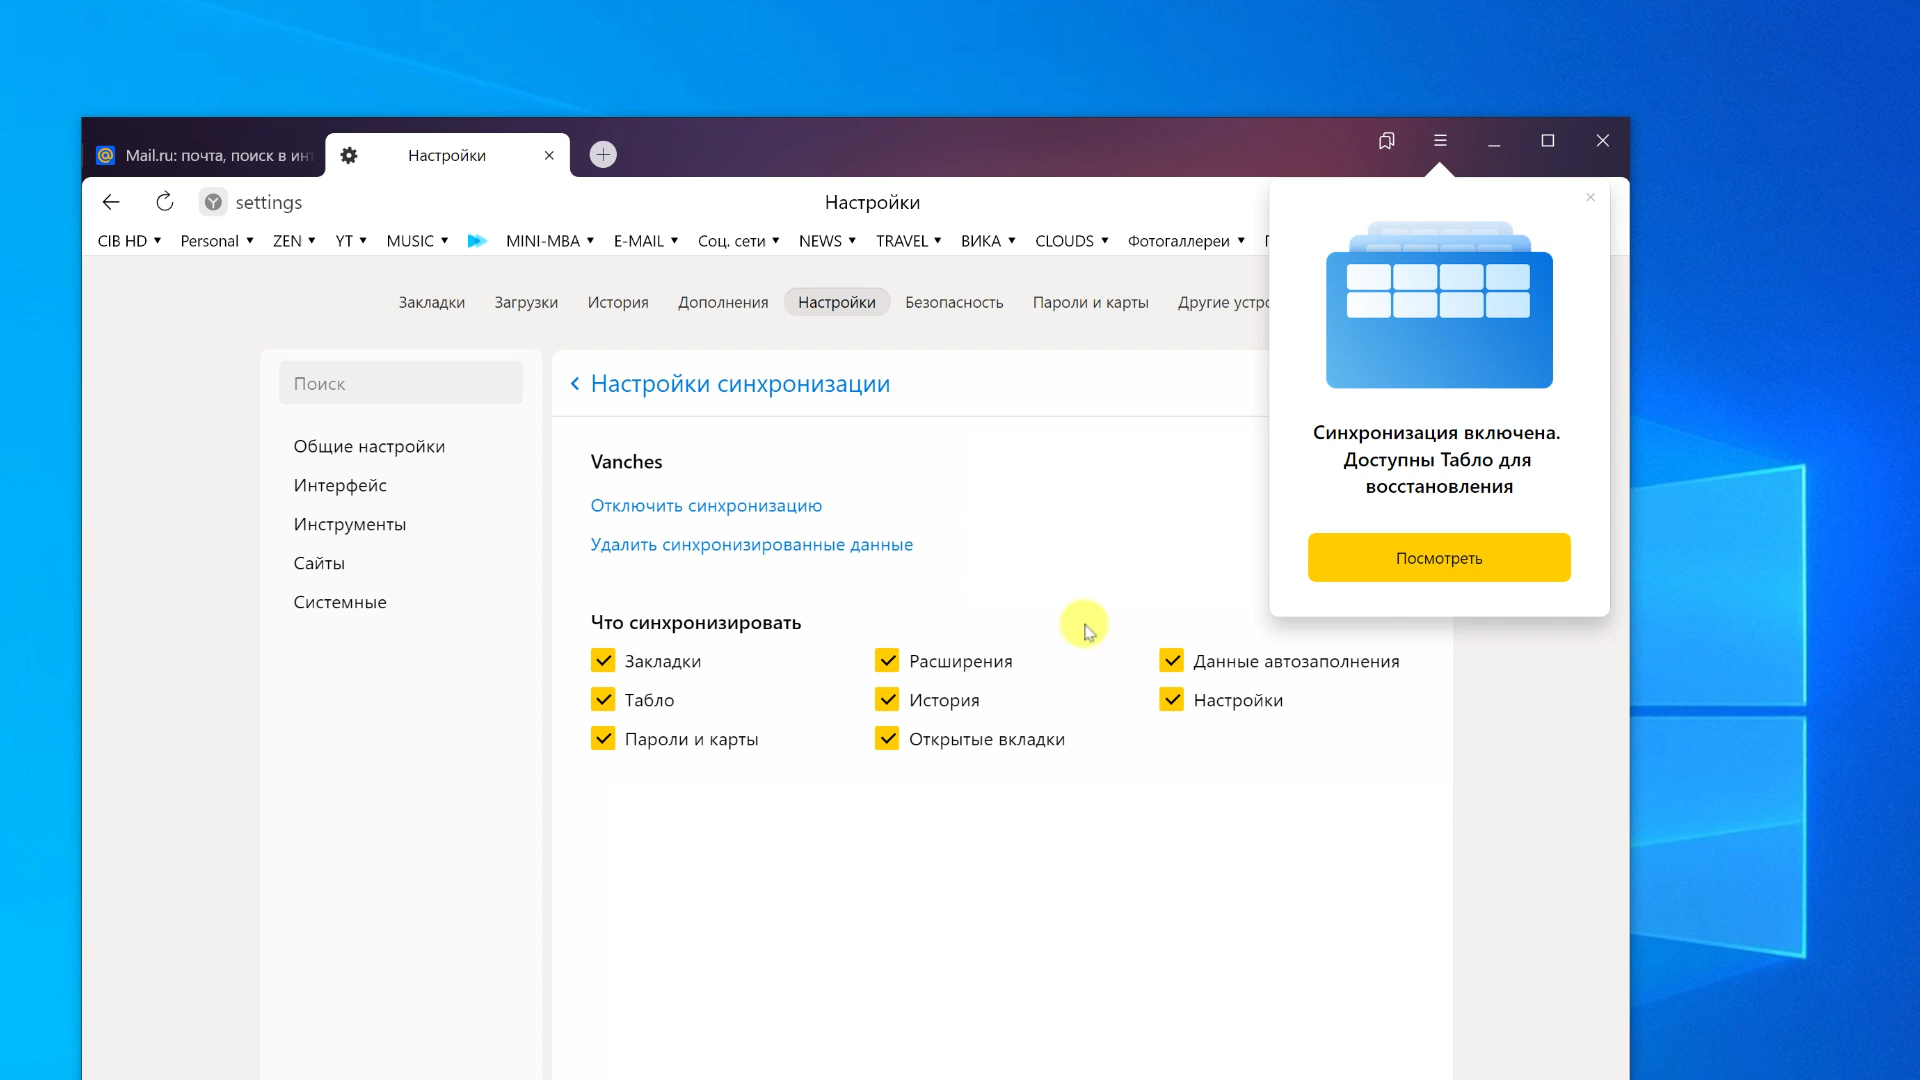 Mail.ru: почта, поиск в инт
Настройки
settings
Настройки
CIB HD
Personal
ZEN
YT
MUSIC
MINI-MBA
E-MAIL
Соц. сети
NEWS
TRAVEL
ВИКА
CLOUDS
Фотогаллереи
Закладки
Загрузки
История
Дополнения
Настройки
Безопасность
Пароли и карты
Другие устро
Поиск
Общие настройки
Интерфейс
Инструменты
Сайты
Системные
Настройки синхронизации
Vanches
Отключить синхронизацию
Удалить синхронизированные данные
Что синхронизировать
Закладки
Расширения
Данные автозаполнения
Табло
История
Настройки
Пароли и карты
Открытые вкладки
Синхронизация включена.
Доступны Табло для
восстановления
Посмотреть